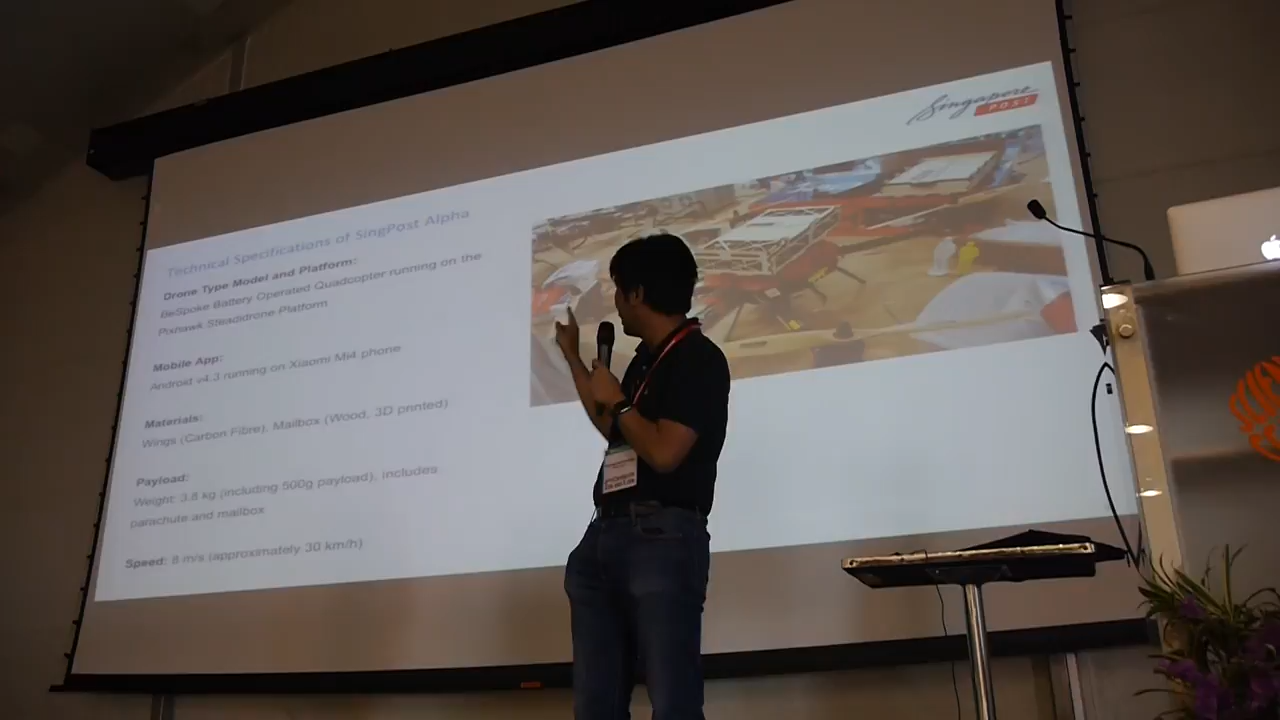 Singapore
POST
Technical Specifications of SingPost Alpha
Drone Type Model and Platform:
BeSpoke Battery Operated Quadcopter running on the
Pixhawk Steadidrone Platform
Mobile App:
Android v4.3 running on Xiaomi Mi4 phone
Materials:
Wings (Carbon Fibre), Mailbox (Wood, 3D printed)
Payload:
Weight: 3.8 kg (including 500g payload), includes
parachute and mailbox
Speed: 8 m/s (approximately 30 km/h)